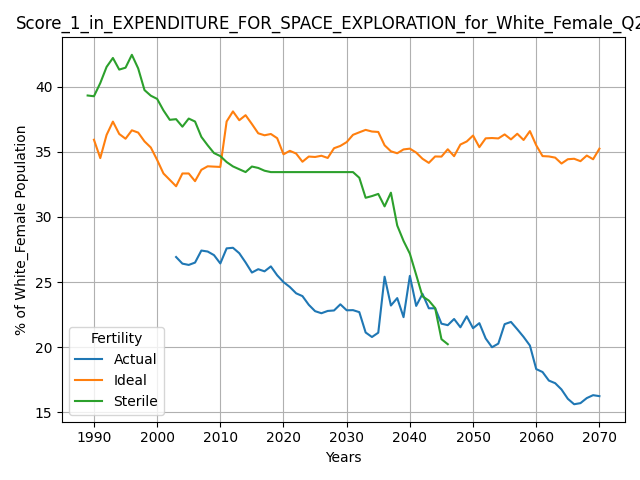 Score_1_in_EXPENDITURE_FOR_SPACE_EXPLORATION_for_White_Female_Q2
% of White_Female Population
40
35
30
25
20
15
Fertility
Actual
Ideal
Sterile
1990 2000 2010 2020 2030 2040 2050 2060 2070
Years